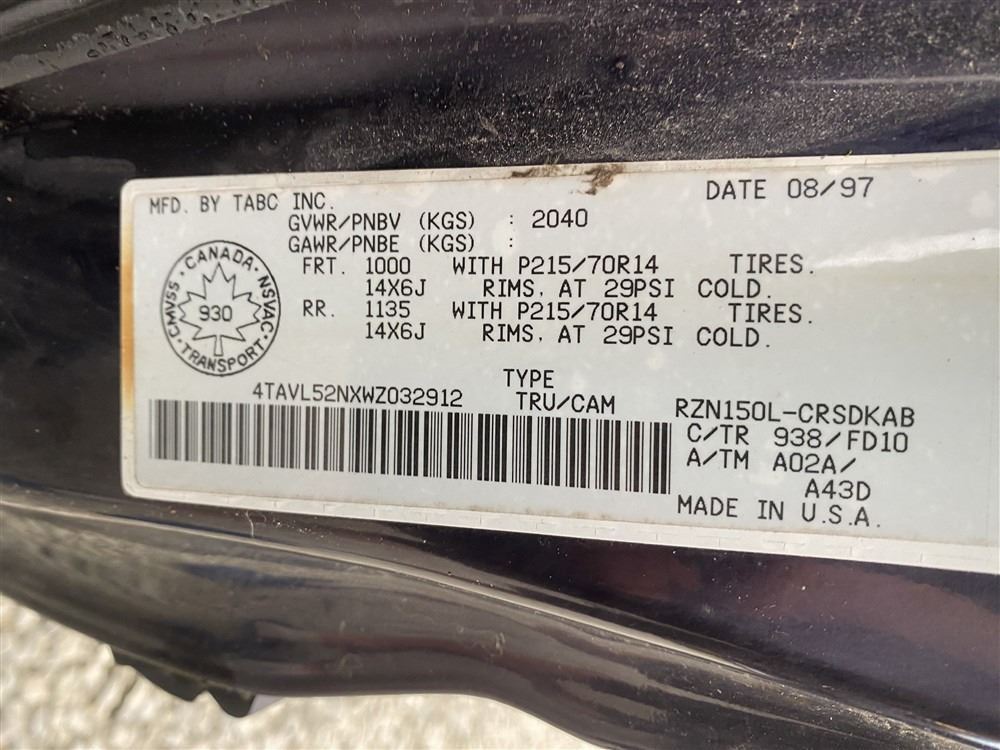 MFD. BY TABC INC. DATE 08/97
GVWR/PNBV (KGS) : 2040
GAWR/PNBE (KGS) :
FRT. 1000 WITH P215/70R14 TIRES.
14X6J RIMS, AT 29PSI COLD.
RR. 1135 WITH P215/70R14 TIRES.
14X6J RIMS, AT 29PSI COLD.
CANADA · NSVAC · TRANSPORT · CMVSS ·
930
4TAVL52NXWZ032912
TYPE
TRU/CAM
RZN150L-CRSDKAB
C/TR 938/FD10
A/TM A02A/
A43D
MADE IN U.S.A.